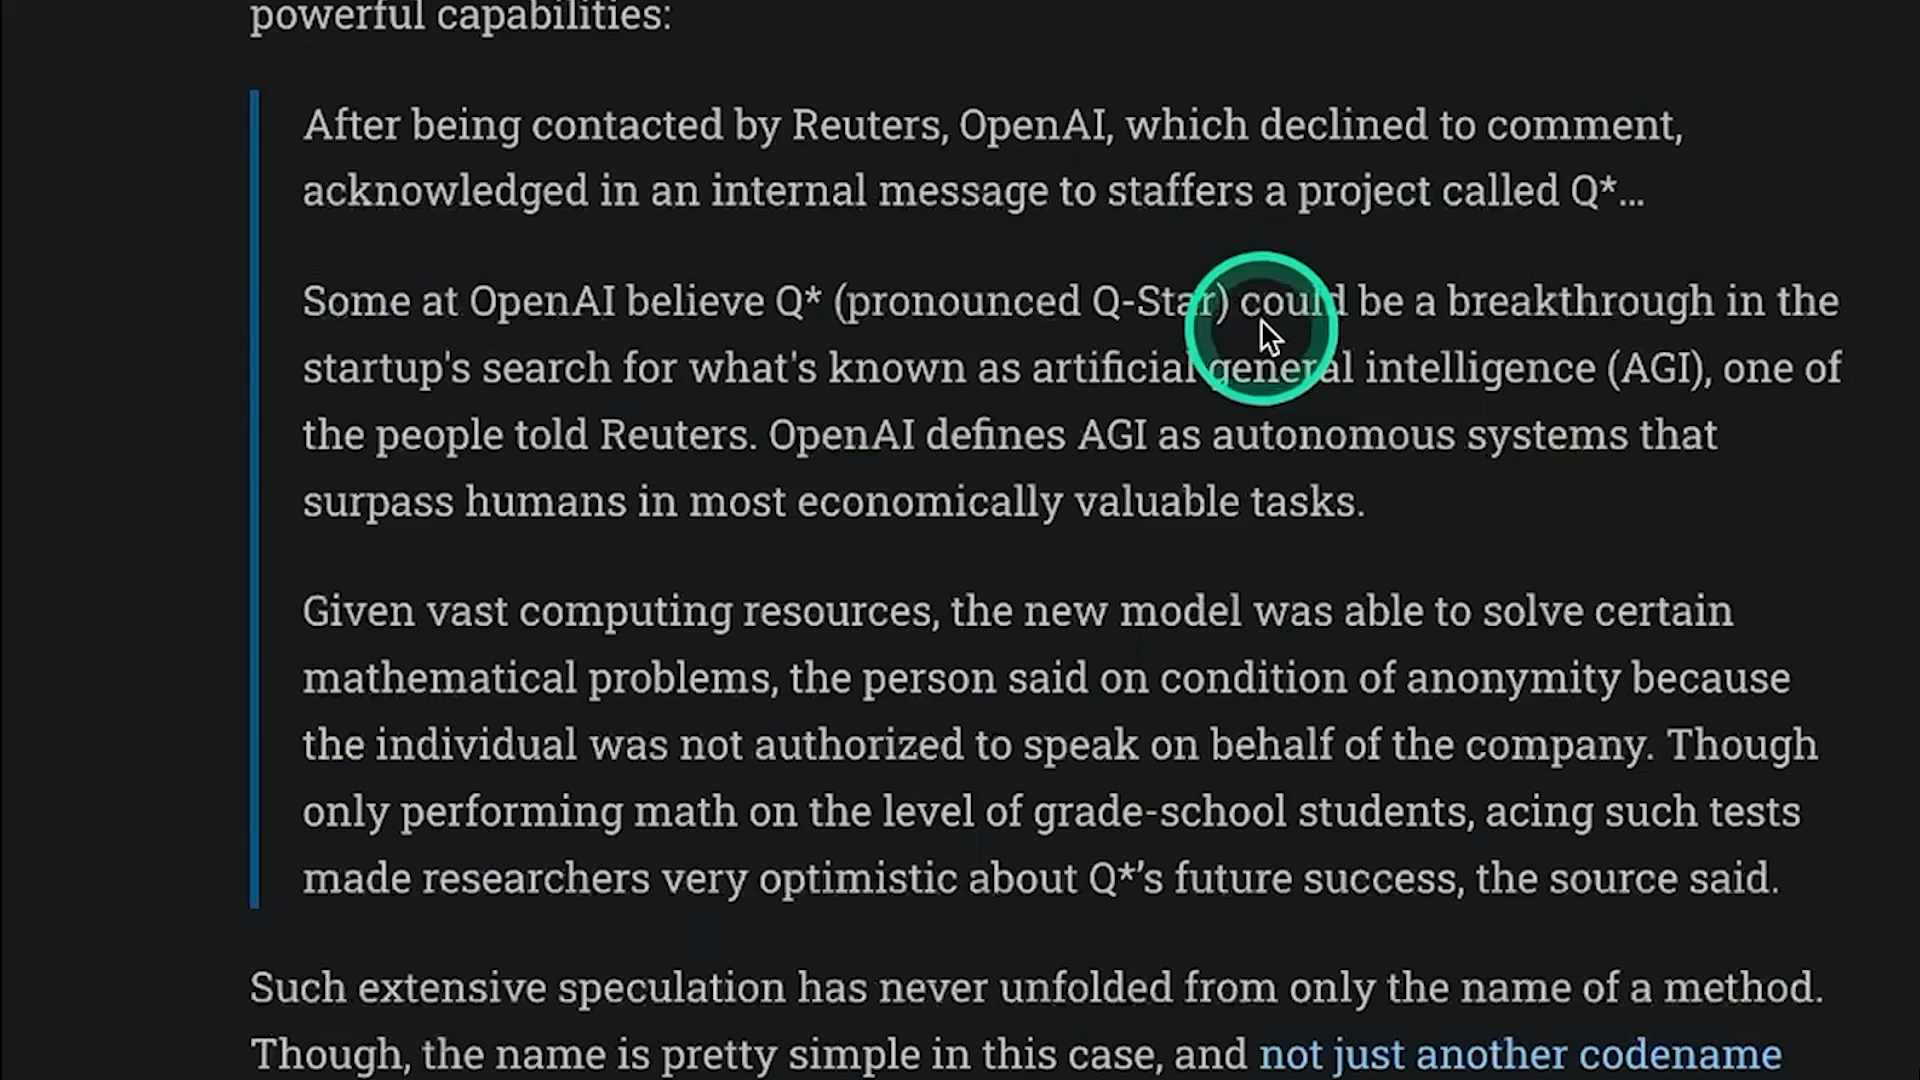 powerful capabilities:
After being contacted by Reuters, OpenAI, which declined to comment,
acknowledged in an internal message to staffers a project called Q*…
Some at OpenAI believe Q* (pronounced Q-Star) could be a breakthrough in the
startup's search for what's known as artificial general intelligence (AGI), one of
the people told Reuters. OpenAI defines AGI as autonomous systems that
surpass humans in most economically valuable tasks.
Given vast computing resources, the new model was able to solve certain
mathematical problems, the person said on condition of anonymity because
the individual was not authorized to speak on behalf of the company. Though
only performing math on the level of grade-school students, acing such tests
made researchers very optimistic about Q*’s future success, the source said.
Such extensive speculation has never unfolded from only the name of a method.
Though, the name is pretty simple in this case, and not just another codename